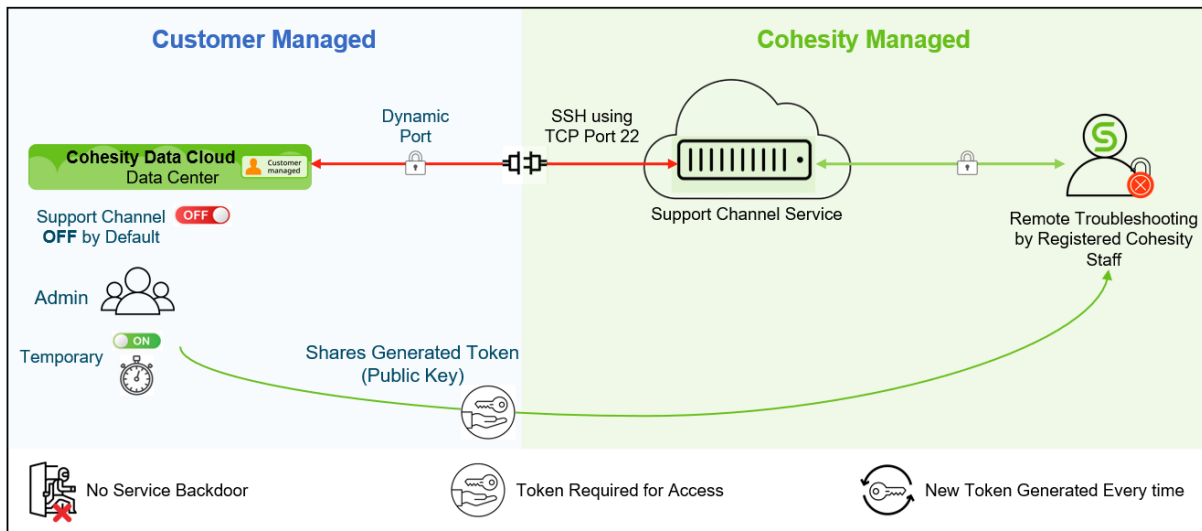 Customer Managed
Cohesity Managed
Dynamic
Port
SSH using
TCP Port 22
Cohesity Data Cloud
Data Center
Customer
managed
Support Channel Service
Support Channel
OFF
OFF by Default
Remote Troubleshooting
by Registered Cohesity
Staff
Admin
ON
Temporary
Shares Generated Token
(Public Key)
No Service Backdoor
Token Required for Access
New Token Generated Every time